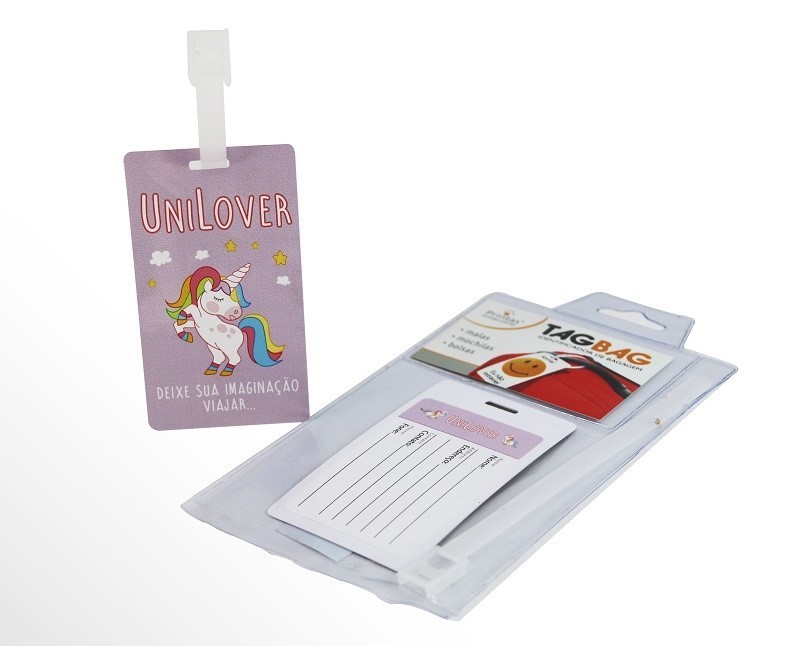 UNILOVER
DEIXE SUA IMAGINAÇÃO
VIAJAR...
TAGBAG
IDENTIFICADOR DE BAGAGEM
• malas
• mochilas
• bolsas
UNILOVER
Nome:
Endereço:
Contato:
Fone: